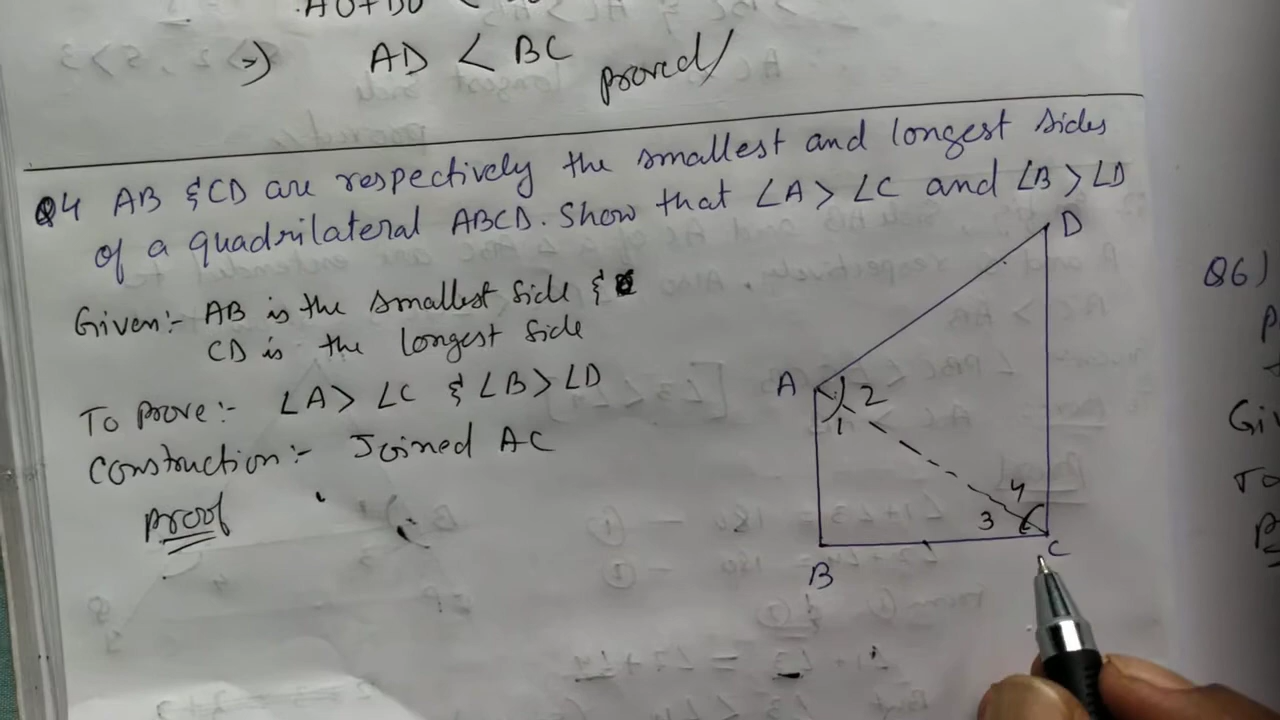 => AD < BC proved/
Q4 AB & CD are respectively the smallest and longest sides
of a quadrilateral ABCD. Show that ∠A > ∠C and ∠B > ∠D
Given:- AB is the smallest side &
CD is the longest side
To prove:- ∠A > ∠C & ∠B > ∠D
Construction:- Joined AC
Proof
D
A 2
1
4
3
C
B
Q6)